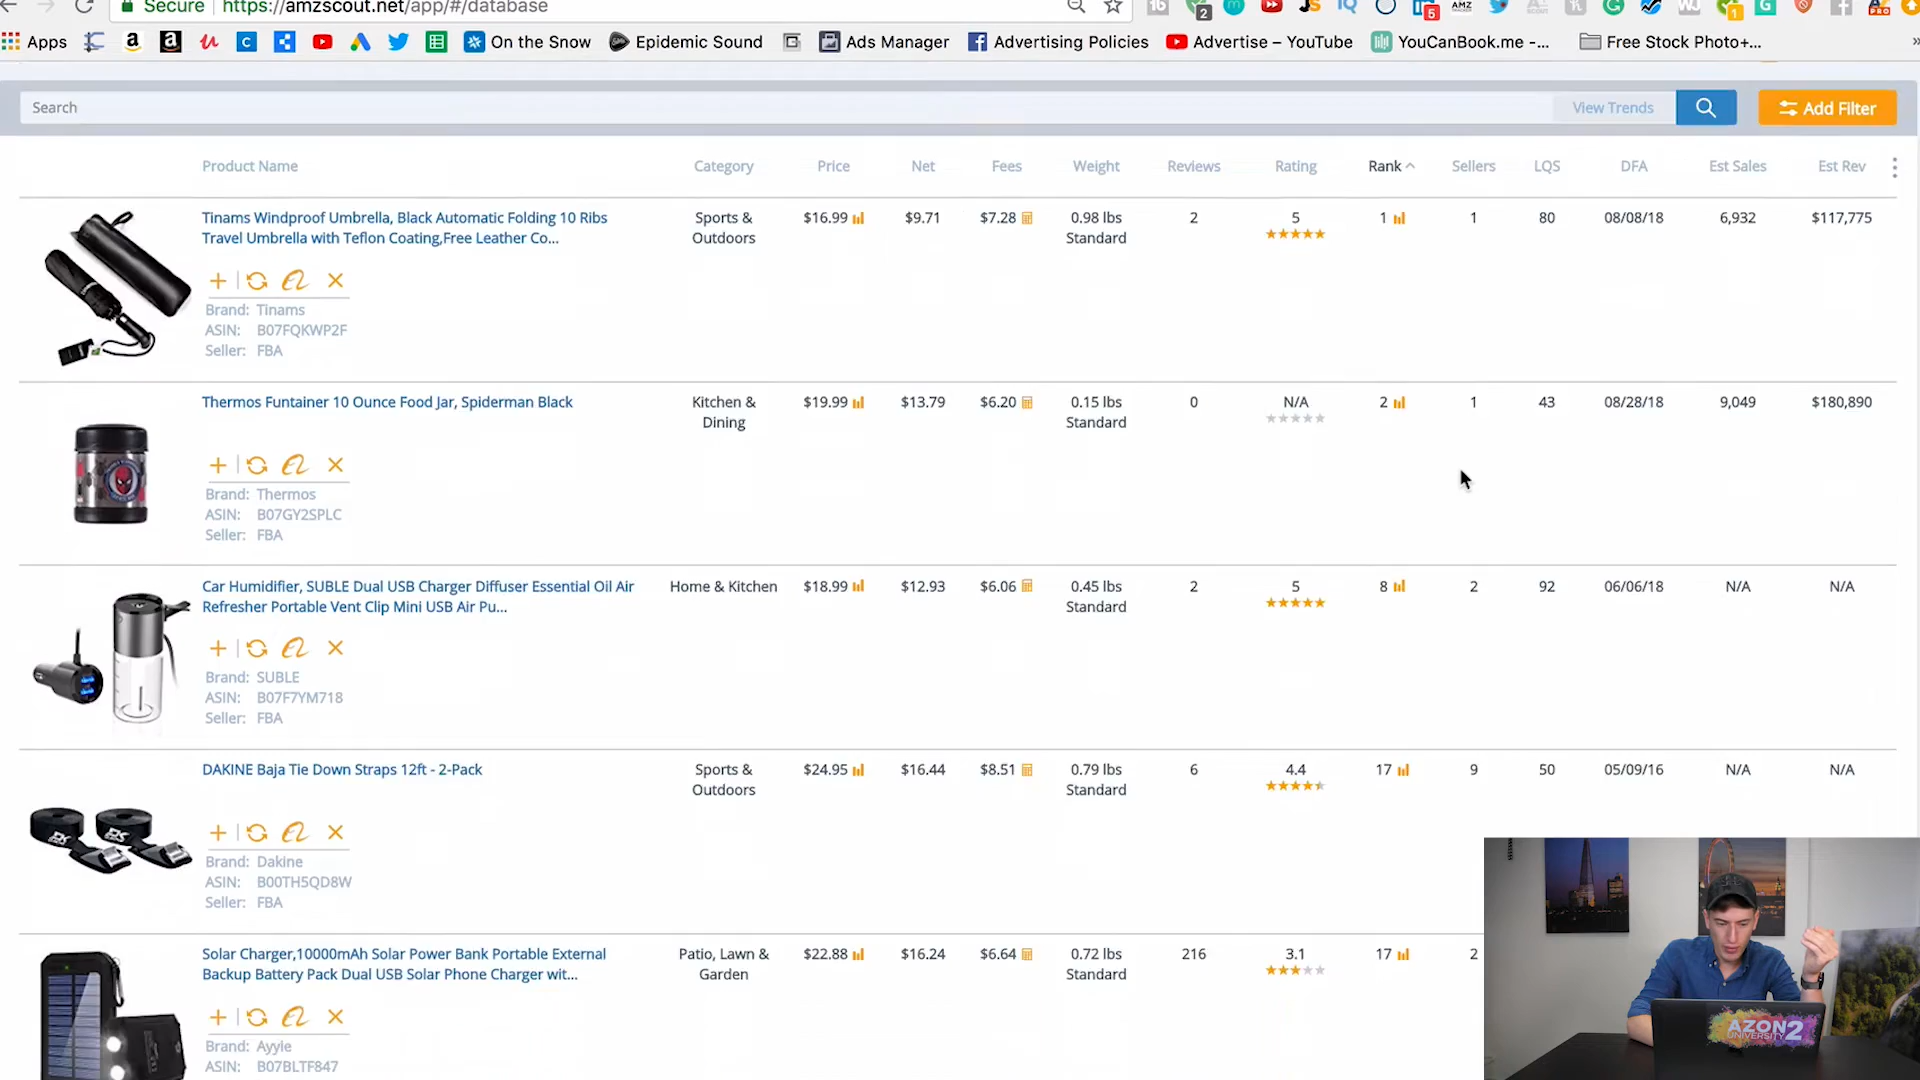 Secure https://amzscout.net/app/#/database
Apps On the Snow Epidemic Sound Ads Manager Advertising Policies Advertise – YouTube YouCanBook.me -... Free Stock Photo+... »
Search View Trends Add Filter
Product Name Category Price Net Fees Weight Reviews Rating Rank Sellers LQS DFA Est Sales Est Rev
Tinams Windproof Umbrella, Black Automatic Folding 10 Ribs
Travel Umbrella with Teflon Coating,Free Leather Co...
Sports &
Outdoors
$16.99 $9.71 $7.28 0.98 lbs
Standard
2 5 1 1 80 08/08/18 6,932 $117,775
Brand: Tinams
ASIN: B07FQKWP2F
Seller: FBA
Thermos Funtainer 10 Ounce Food Jar, Spiderman Black
Kitchen &
Dining
$19.99 $13.79 $6.20 0.15 lbs
Standard
0 N/A 2 1 43 08/28/18 9,049 $180,890
Brand: Thermos
ASIN: B07GY2SPLC
Seller: FBA
Car Humidifier, SUBLE Dual USB Charger Diffuser Essential Oil Air
Refresher Portable Vent Clip Mini USB Air Pu...
Home & Kitchen
$18.99 $12.93 $6.06 0.45 lbs
Standard
2 5 8 2 92 06/06/18 N/A N/A
Brand: SUBLE
ASIN: B07F7YM718
Seller: FBA
DAKINE Baja Tie Down Straps 12ft - 2-Pack
Sports &
Outdoors
$24.95 $16.44 $8.51 0.79 lbs
Standard
6 4.4 17 9 50 05/09/16 N/A N/A
Brand: Dakine
ASIN: B00TH5QD8W
Seller: FBA
Solar Charger,10000mAh Solar Power Bank Portable External
Backup Battery Pack Dual USB Solar Phone Charger wit...
Patio, Lawn &
Garden
$22.88 $16.24 $6.64 0.72 lbs
Standard
216 3.1 17 2
Brand: Ayyie
ASIN: B07BLTF847
AZON2
UNIVERSITY